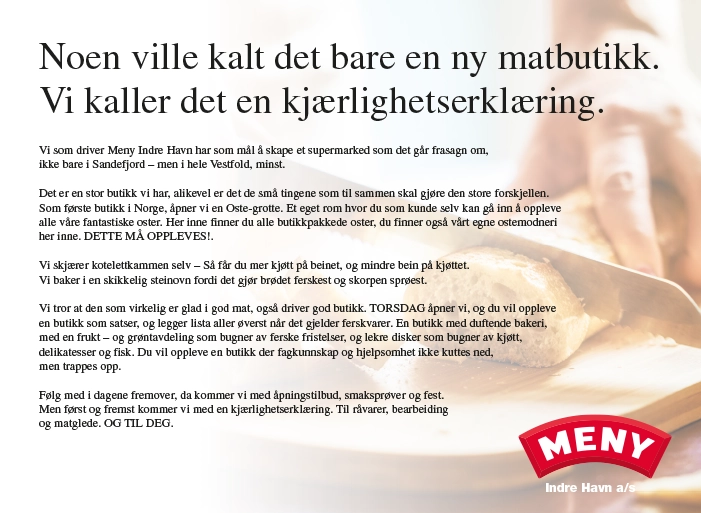 Noen ville kalt det bare en ny matbutikk.
Vi kaller det en kjærlighetserklæring.
Vi som driver Meny Indre Havn har som mål å skape et supermarked som det går frasagn om,
ikke bare i Sandefjord – men i hele Vestfold, minst.
Det er en stor butikk vi har, alikevel er det de små tingene som til sammen skal gjøre den store forskjellen.
Som første butikk i Norge, åpner vi en Oste-grotte. Et eget rom hvor du som kunde selv kan gå inn å oppleve
alle våre fantastiske oster. Her inne finner du alle butikkpakkede oster, du finner også vårt egne ostemodneri
her inne. DETTE MÅ OPPLEVES!.
Vi skjærer kotelettkammen selv – Så får du mer kjøtt på beinet, og mindre bein på kjøttet.
Vi baker i en skikkelig steinovn fordi det gjør brødet ferskest og skorpen sprøest.
Vi tror at den som virkelig er glad i god mat, også driver god butikk. TORSDAG åpner vi, og du vil oppleve
en butikk som satser, og legger lista aller øverst når det gjelder ferskvarer. En butikk med duftende bakeri,
med en frukt – og grøntavdeling som bugner av ferske fristelser, og lekre disker som bugner av kjøtt,
delikatesser og fisk. Du vil oppleve en butikk der fagkunnskap og hjelpsomhet ikke kuttes ned,
men trappes opp.
Følg med i dagene fremover, da kommer vi med åpningstilbud, smaksprøver og fest.
Men først og fremst kommer vi med en kjærlighetserklæring. Til råvarer, bearbeiding
og matglede. OG TIL DEG.
MENY
Indre Havn a/s